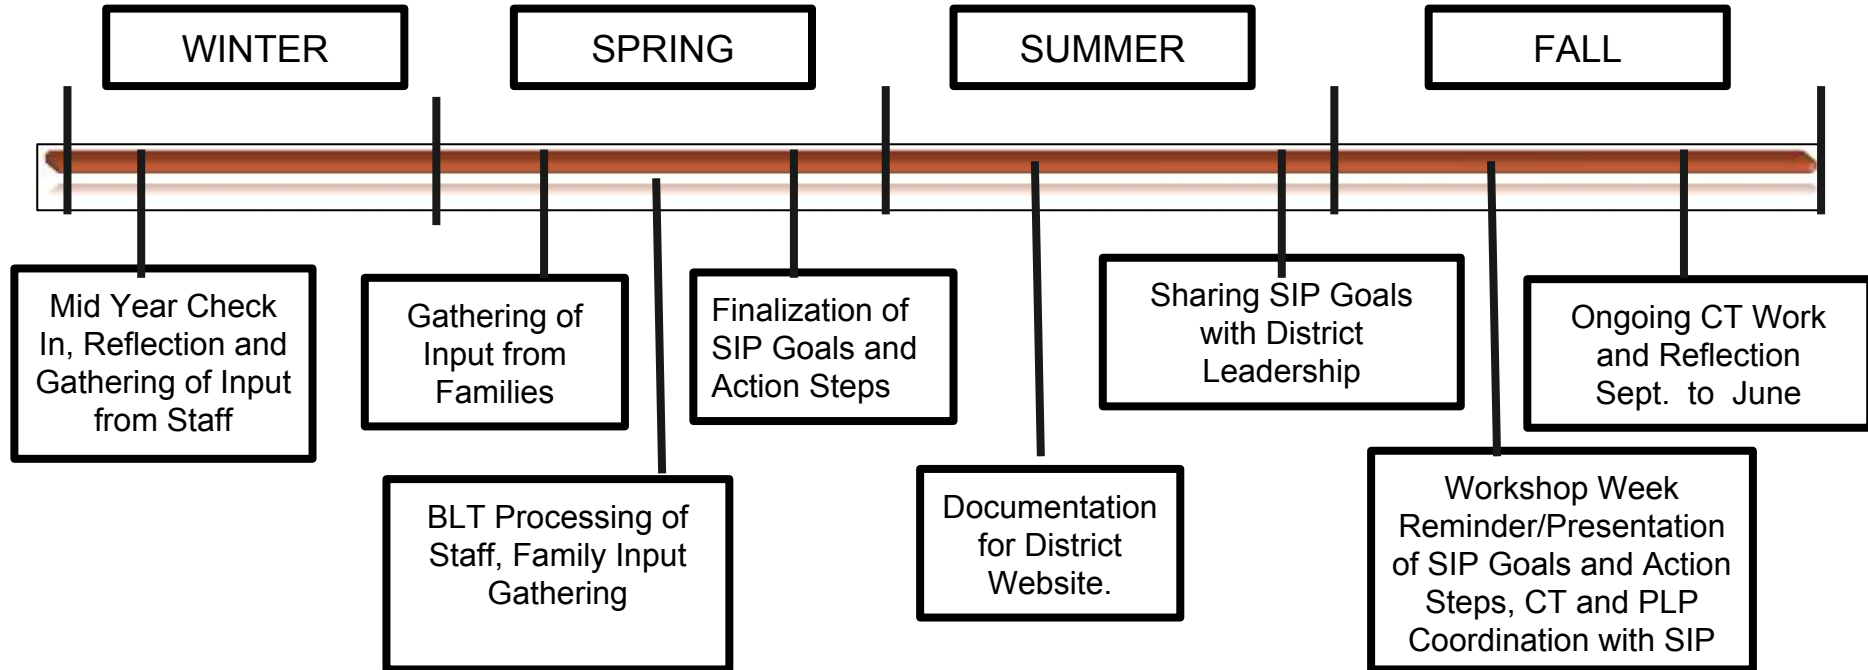 WINTER
SPRING
SUMMER
FALL
Mid Year Check
In, Reflection and
Gathering of Input
from Staff
Gathering of
Input from
Families
BLT Processing of
Staff, Family Input
Gathering
Finalization of
SIP Goals and
Action Steps
Documentation
for District
Website.
Sharing SIP Goals
with District
Leadership
Workshop Week
Reminder/Presentation
of SIP Goals and Action
Steps, CT and PLP
Coordination with SIP
Ongoing CT Work
and Reflection
Sept. to June